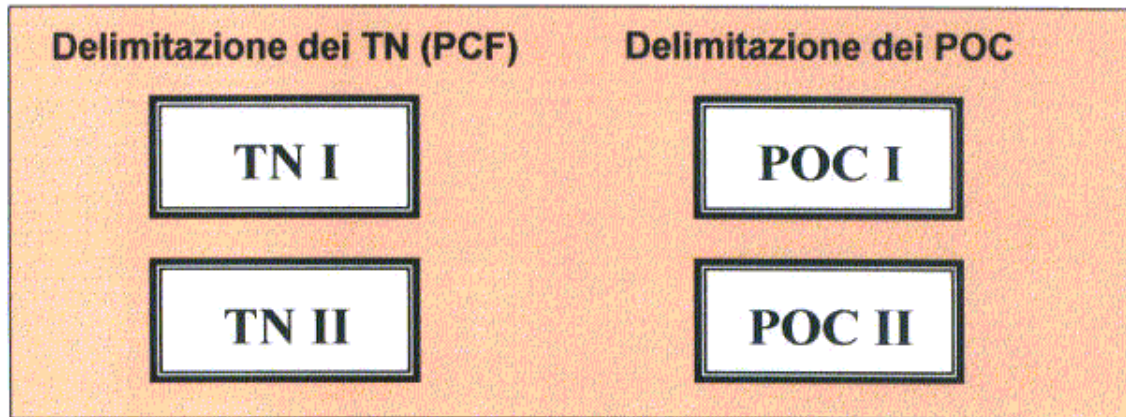 Delimitazione dei TN (PCF)
Delimitazione dei POC
TN I
POC I
TN II
POC II